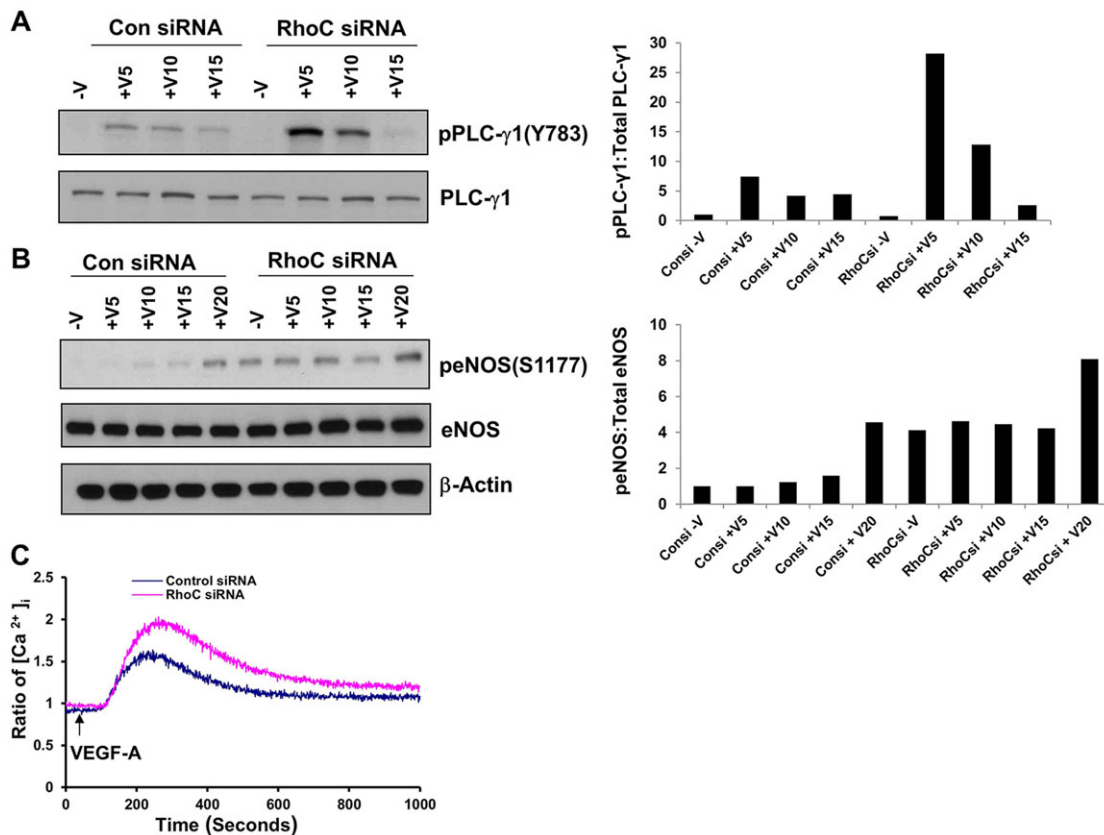 A
Con siRNA RhoC siRNA
-V +V5 +V10 +V15 -V +V5 +V10 +V15
pPLC-γ1(Y783)
PLC-γ1
pPLC-γ1:Total PLC-γ1
30
25
20
15
10
5
0
Consi -V Consi +V5 Consi +V10 Consi +V15 RhoCsi -V RhoCsi +V5 RhoCsi +V10 RhoCsi +V15
B
Con siRNA RhoC siRNA
-V +V5 +V10 +V15 +V20 -V +V5 +V10 +V15 +V20
peNOS(S1177)
eNOS
β-Actin
peNOS:Total eNOS
10
8
6
4
2
0
Consi -V Consi +V5 Consi +V10 Consi +V15 Consi + V20 RhoCsi -V RhoCsi +V5 RhoCsi +V10 RhoCsi +V15 RhoCsi + V20
C
Control siRNA
RhoC siRNA
Ratio of [Ca 2+ ]i
2.5
2
1.5
1
0.5
0
VEGF-A
0 200 400 600 800 1000
Time (Seconds)